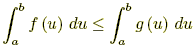 ∫_a^b f(u) du ≤ ∫_a^b g(u) du